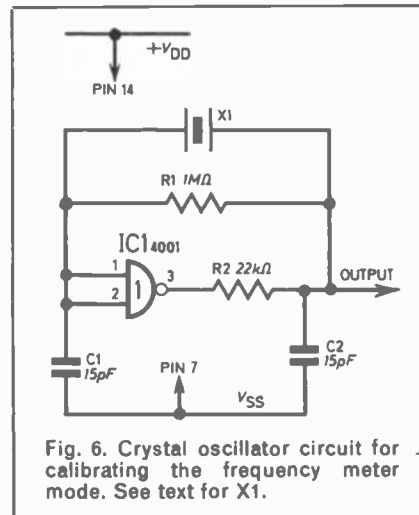 +VDD
PIN 14
X1
R1 1MΩ
IC1 4001
1
2
1
3
R2 22kΩ
OUTPUT
C1
15pF
PIN 7
VSS
C2
15pF
Fig. 6. Crystal oscillator circuit for
calibrating the frequency meter
mode. See text for X1.